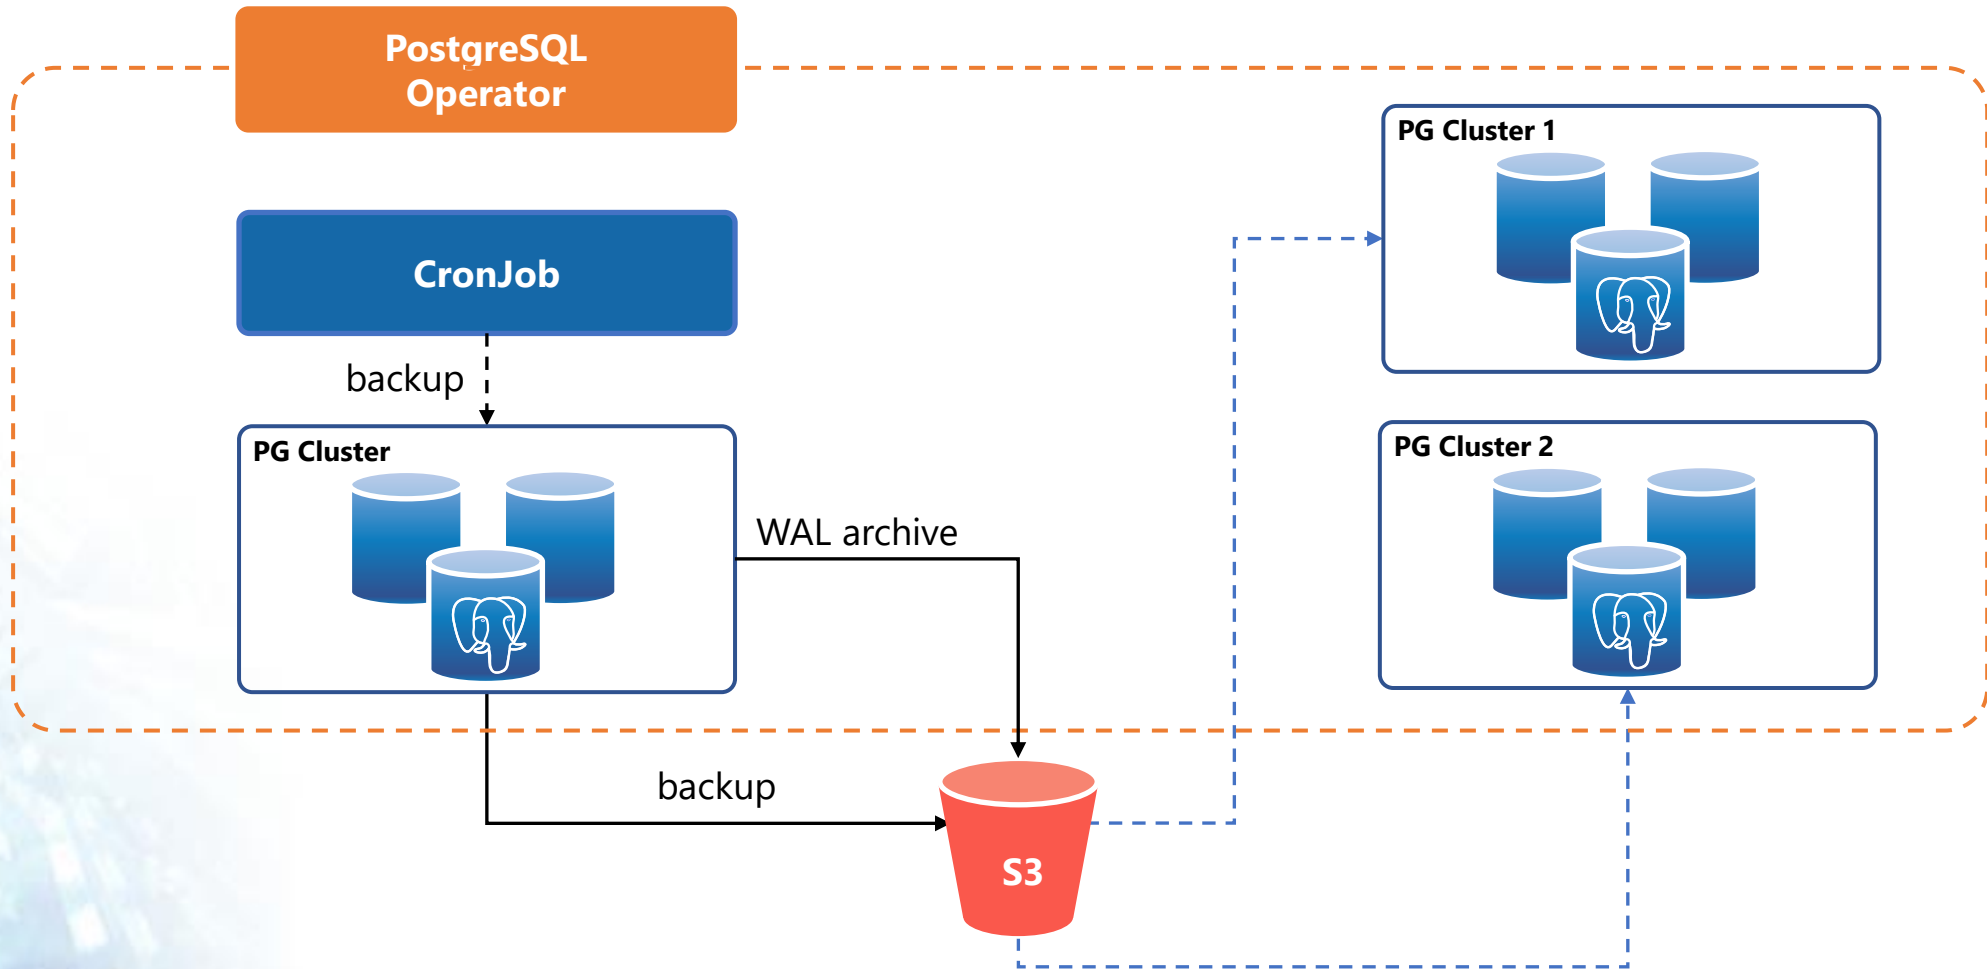 PostgreSQL
Operator
CronJob
backup
PG Cluster
WAL archive
backup
S3
PG Cluster 1
PG Cluster 2